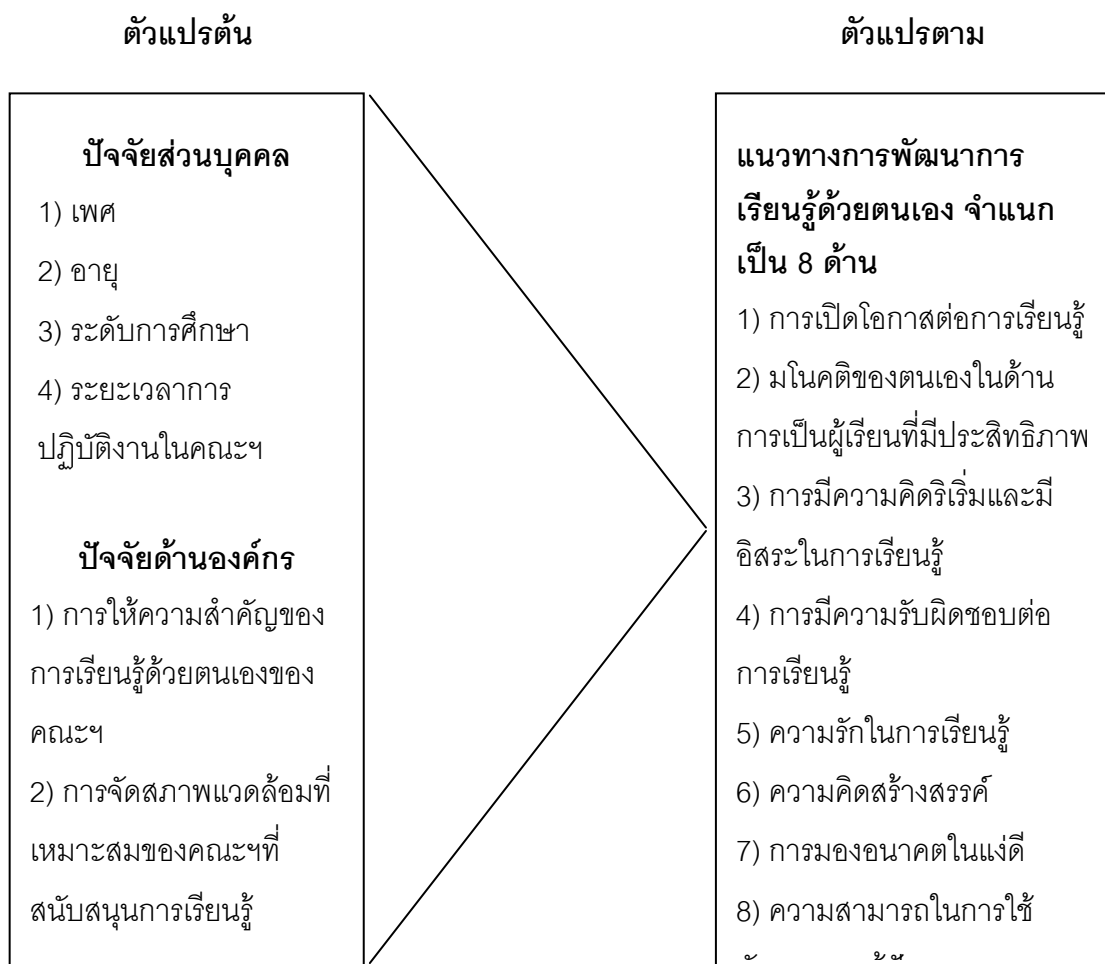 ตัวแปรต้น
ปัจจัยส่วนบุคคล
1) เพศ
2) อายุ
3) ระดับการศึกษา
4) ระยะเวลาการ
ปฏิบัติงานในคณะฯ
ปัจจัยด้านองค์กร
1) การให้ความสำคัญของ
การเรียนรู้ด้วยตนเองของ
คณะฯ
2) การจัดสภาพแวดล้อมที่
เหมาะสมของคณะฯที่
สนับสนุนการเรียนรู้
ตัวแปรตาม
แนวทางการพัฒนาการ
เรียนรู้ด้วยตนเอง จำแนก
เป็น 8 ด้าน
1) การเปิดโอกาสต่อการเรียนรู้
2) มโนคติของตนเองในด้าน
การเป็นผู้เรียนที่มีประสิทธิภาพ
3) การมีความคิดริเริ่มและมี
อิสระในการเรียนรู้
4) การมีความรับผิดชอบต่อ
การเรียนรู้
5) ความรักในการเรียนรู้
6) ความคิดสร้างสรรค์
7) การมองอนาคตในแง่ดี
8) ความสามารถในการใช้